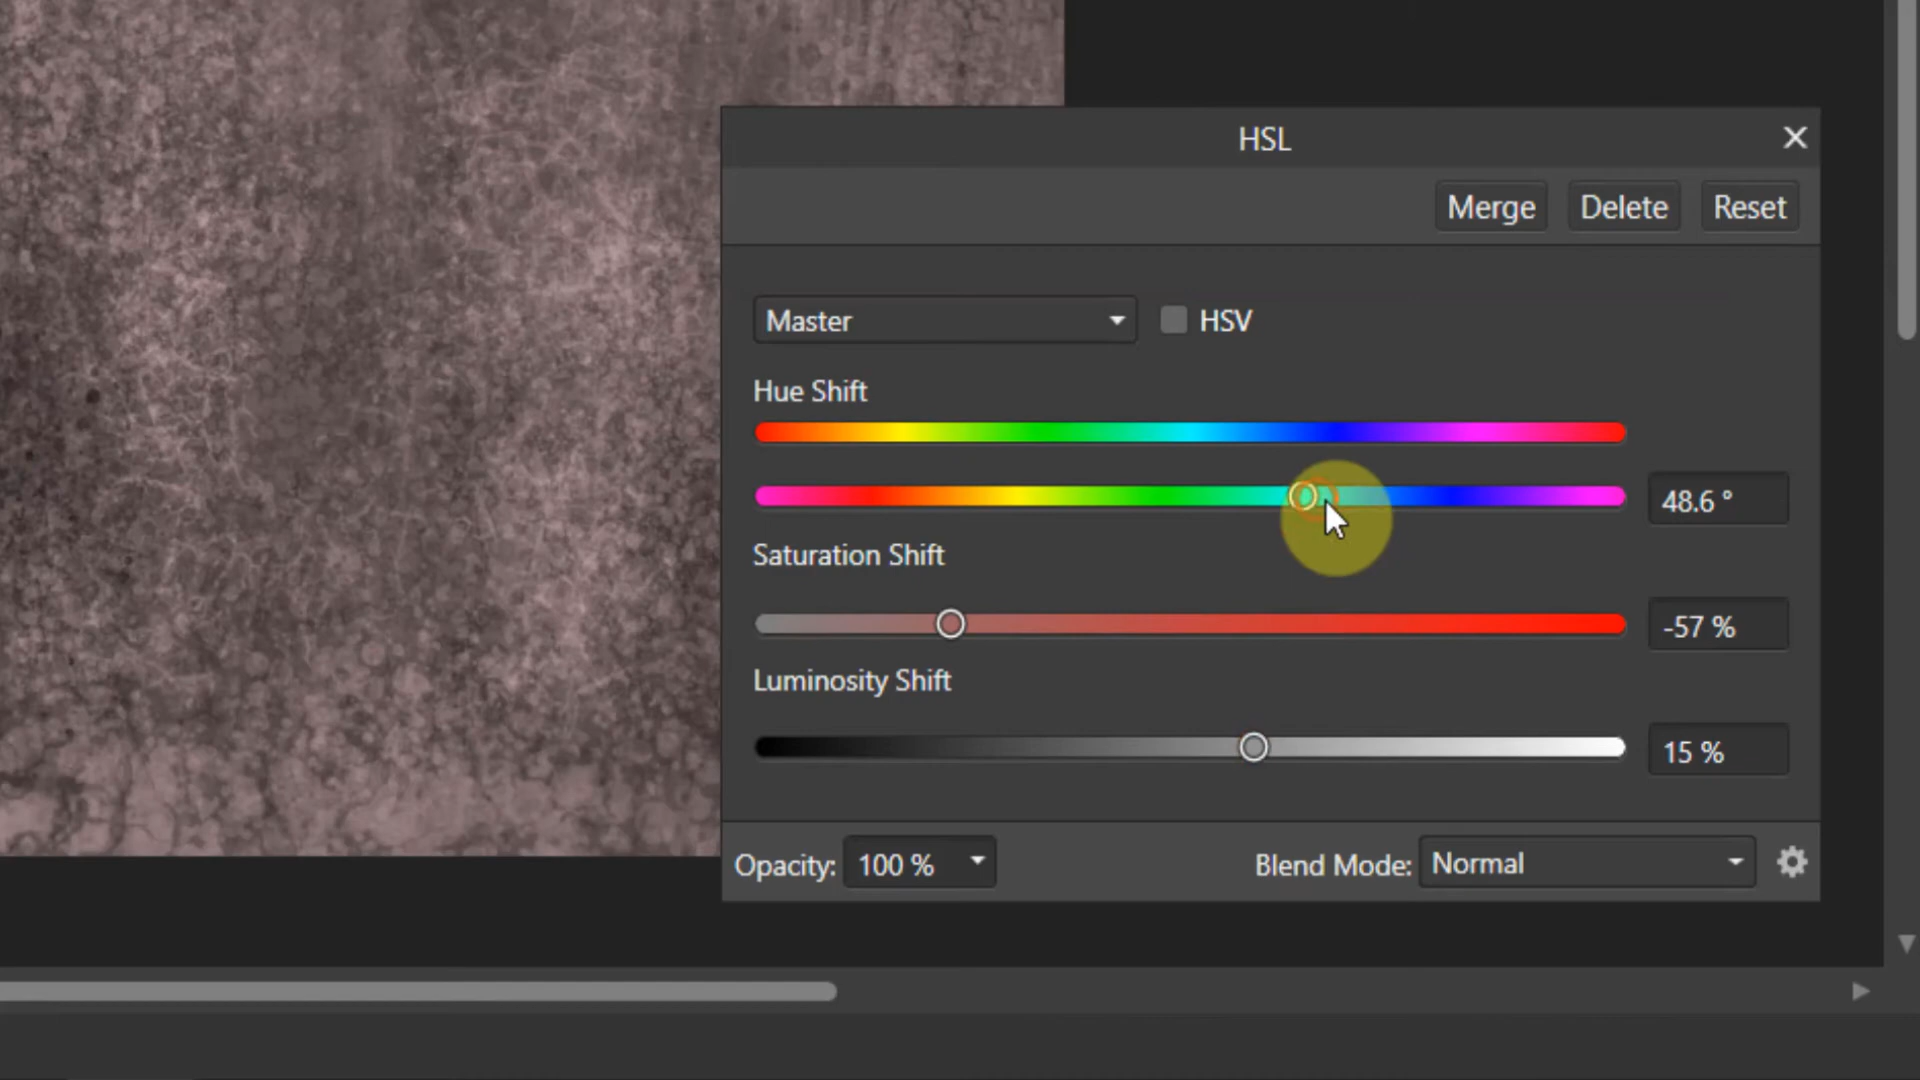 HSL
Merge Delete Reset
Master HSV
Hue Shift
48.6 °
Saturation Shift
-57 %
Luminosity Shift
15 %
Opacity: 100 % Blend Mode: Normal